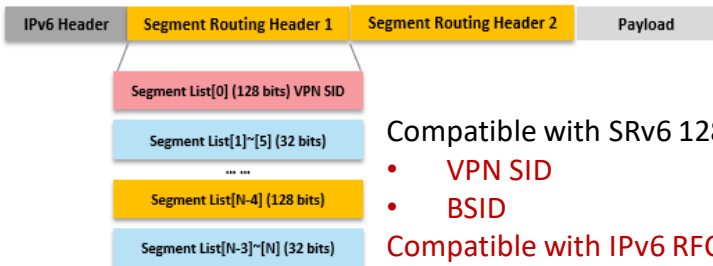 IPv6 Header Segment Routing Header 1 Segment Routing Header 2 Payload
Segment List[0] (128 bits) VPN SID
Segment List[1]~[5] (32 bits)
... ...
Segment List[N-4] (128 bits)
Segment List[N-3]~[N] (32 bits)
Compatible with SRv6 128
• VPN SID
• BSID
Compatible with IPv6 RFC